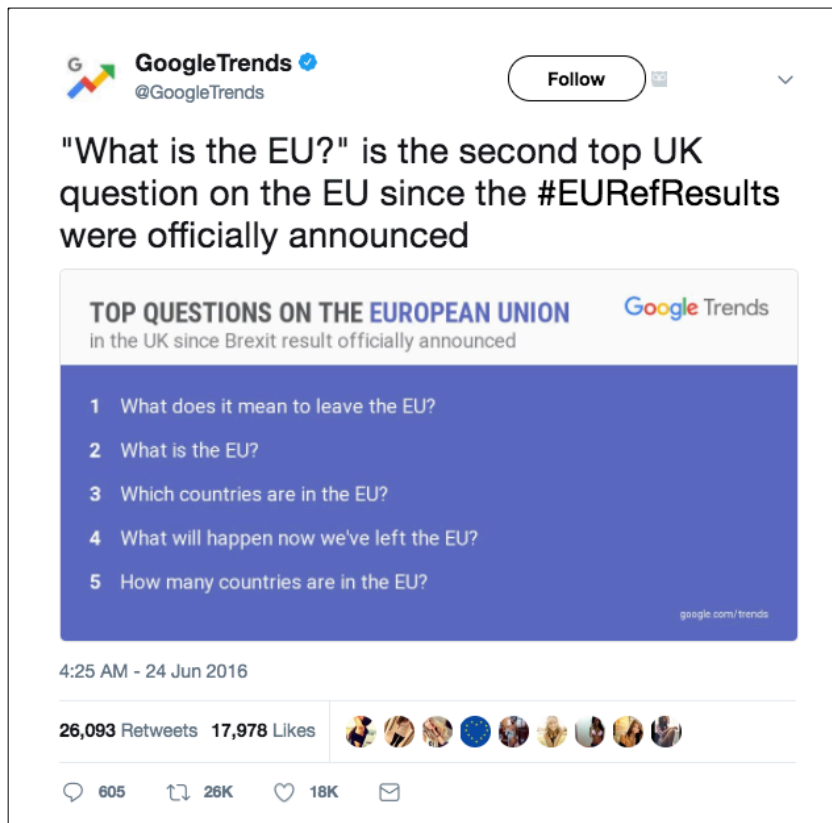 GoogleTrends
@GoogleTrends
Follow
"What is the EU?" is the second top UK
question on the EU since the #EURefResults
were officially announced
TOP QUESTIONS ON THE EUROPEAN UNION
Google Trends
in the UK since Brexit result officially announced
1 What does it mean to leave the EU?
2 What is the EU?
3 Which countries are in the EU?
4 What will happen now we've left the EU?
5 How many countries are in the EU?
google.com/trends
4:25 AM - 24 Jun 2016
26,093 Retweets 17,978 Likes
605 26K 18K